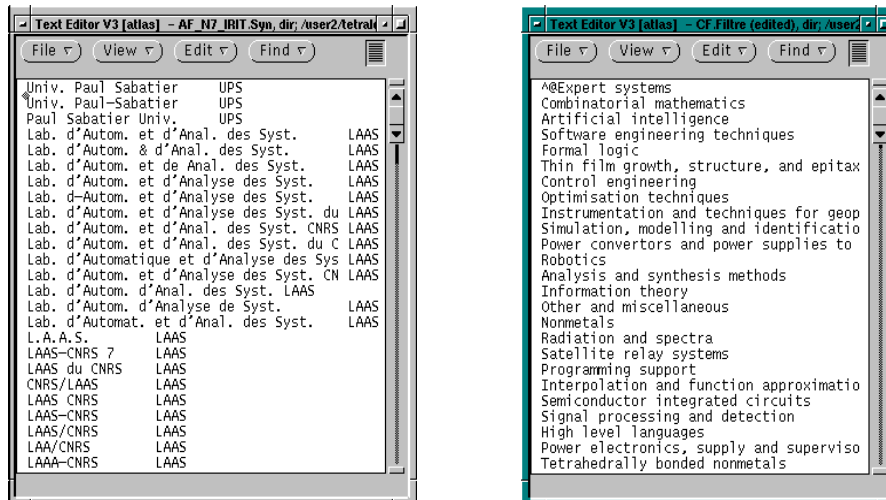 Text Editor V3 [atlas] - AF_N7_IRIT.Syn, dir; /user2/tetral
File View Edit Find
Univ. Paul Sabatier UPS
Univ. Paul-Sabatier UPS
Paul Sabatier Univ. UPS
Lab. d'Autom. et d'Anal. des Syst. LAAS
Lab. d'Autom. & d'Anal. des Syst. LAAS
Lab. d'Autom. et de Anal. des Syst. LAAS
Lab. d'Autom. et d'Analyse des Syst. LAAS
Lab. d-Autom. et d'Analyse des Syst. LAAS
Lab. d'Autom. et d'Analyse des Syst. du LAAS
Lab. d'Autom. et d'Anal. des Syst. CNRS LAAS
Lab. d'Autom. et d'Anal. des Syst. du C LAAS
Lab. d'Automatique et d'Analyse des Sys LAAS
Lab. d'Autom. et d'Analyse des Syst. CN LAAS
Lab. d'Autom. d'Anal. des Syst. LAAS
Lab. d'Autom. d'Analyse de Syst. LAAS
Lab. d'Automat. et d'Anal. des Syst. LAAS
L.A.A.S. LAAS
LAAS-CNRS 7 LAAS
LAAS du CNRS LAAS
CNRS/LAAS LAAS
LAAS CNRS LAAS
LAAS-CNRS LAAS
LAAS/CNRS LAAS
LAA/CNRS LAAS
LAAA-CNRS LAAS
Text Editor V3 [atlas] - CF.Filtre (edited), dir; /user2
File View Edit Find
^@Expert systems
Combinatorial mathematics
Artificial intelligence
Software engineering techniques
Formal logic
Thin film growth, structure, and epitax
Control engineering
Optimisation techniques
Instrumentation and techniques for geop
Simulation, modelling and identificatio
Power convertors and power supplies to
Robotics
Analysis and synthesis methods
Information theory
Other and miscellaneous
Nonmetals
Radiation and spectra
Satellite relay systems
Programming support
Interpolation and function approximatio
Semiconductor integrated circuits
Signal processing and detection
High level languages
Power electronics, supply and superviso
Tetrahedrally bonded nonmetals